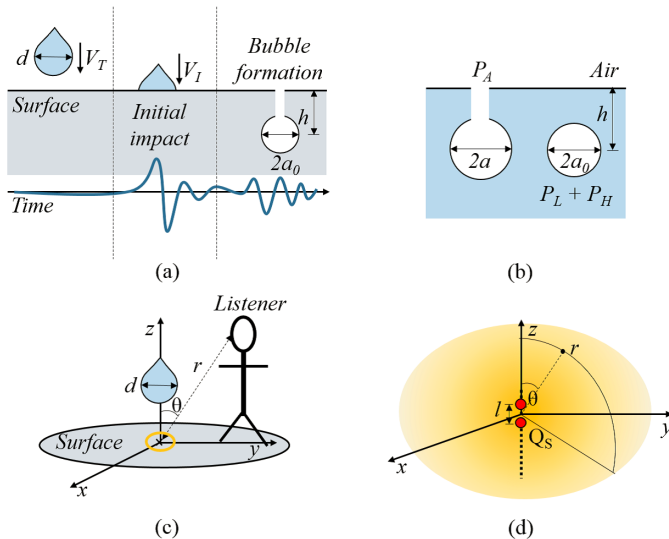 d
V_T
V_I
Bubble
formation
Surface
Initial
impact
h
2a_0
Time
(a)
P_A
Air
h
2a
2a_0
P_L + P_H
(b)
Listener
z
r
d
θ
Surface
y
x
(c)
z
r
θ
l
Q_S
y
x
(d)